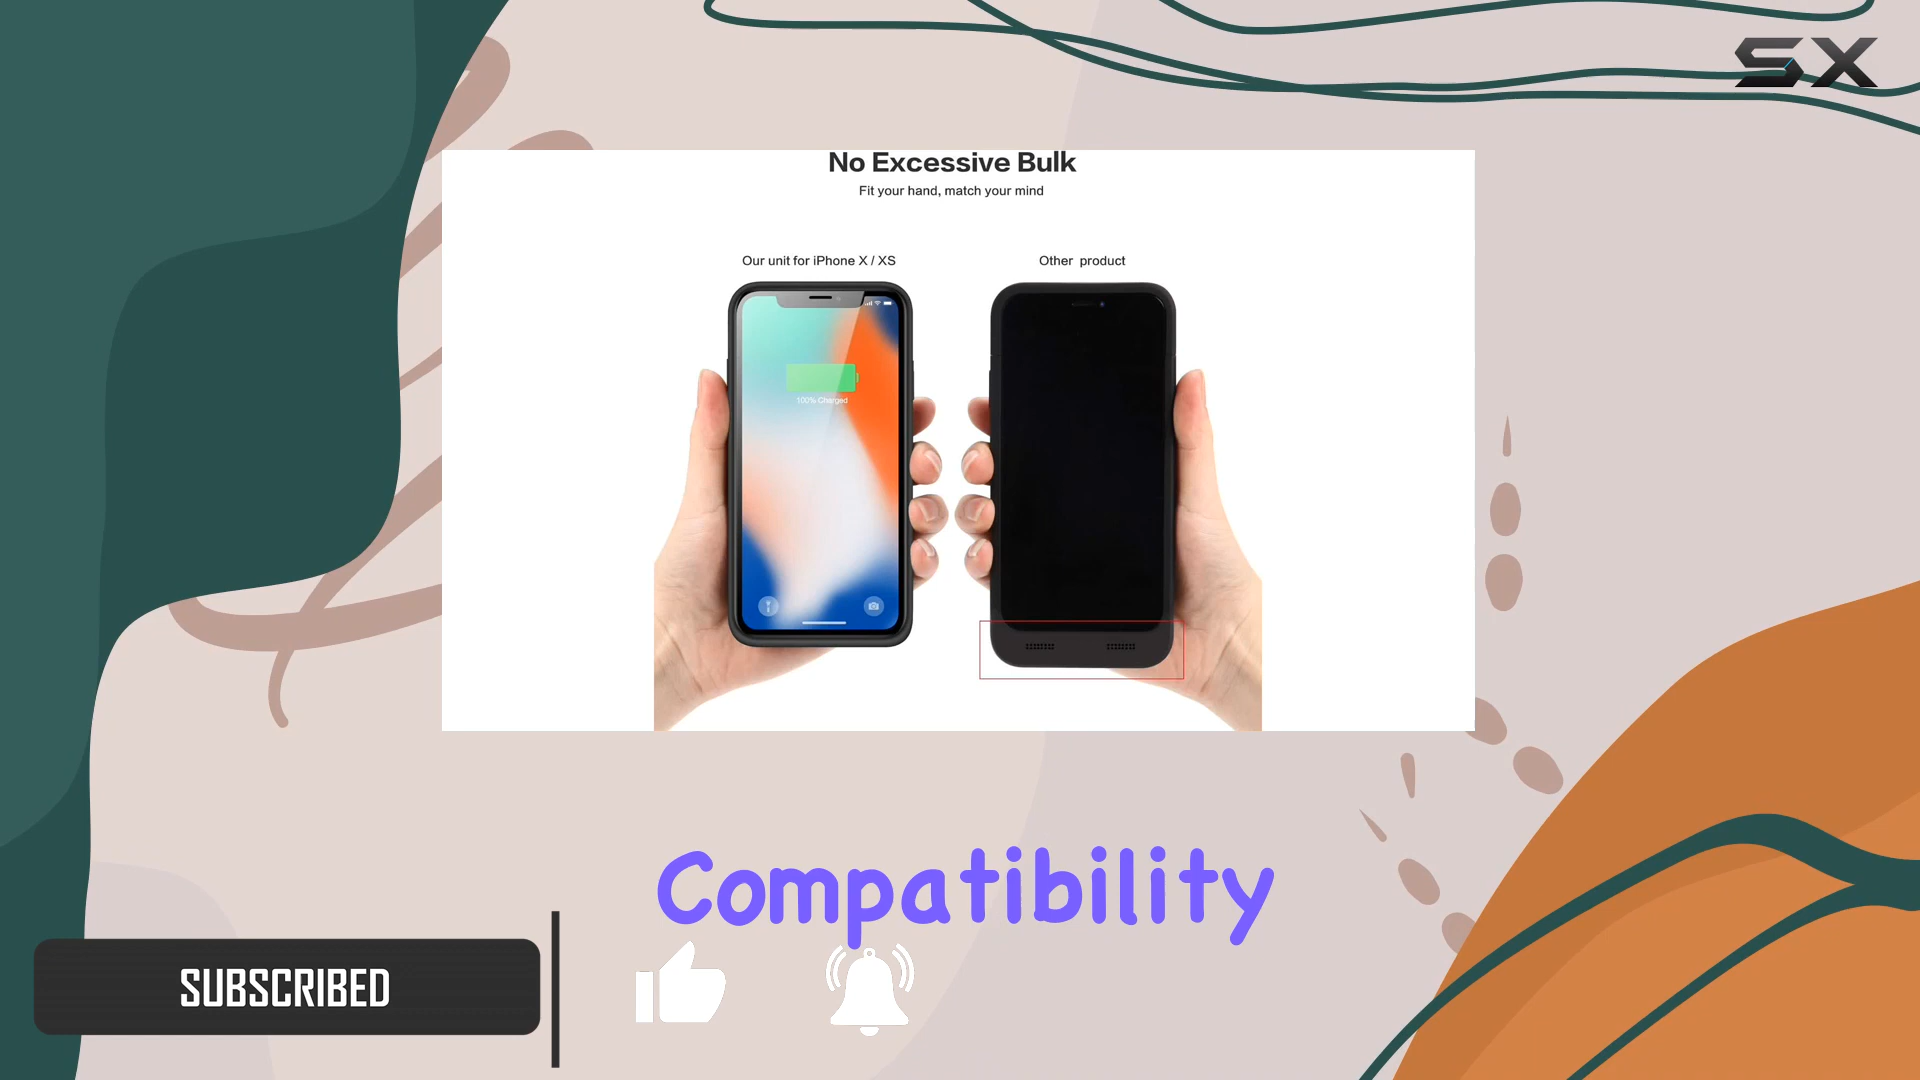 SX
No Excessive Bulk
Fit your hand, match your mind
Our unit for iPhone X / XS
Other product
100% Charged
Compatibility
SUBSCRIBED